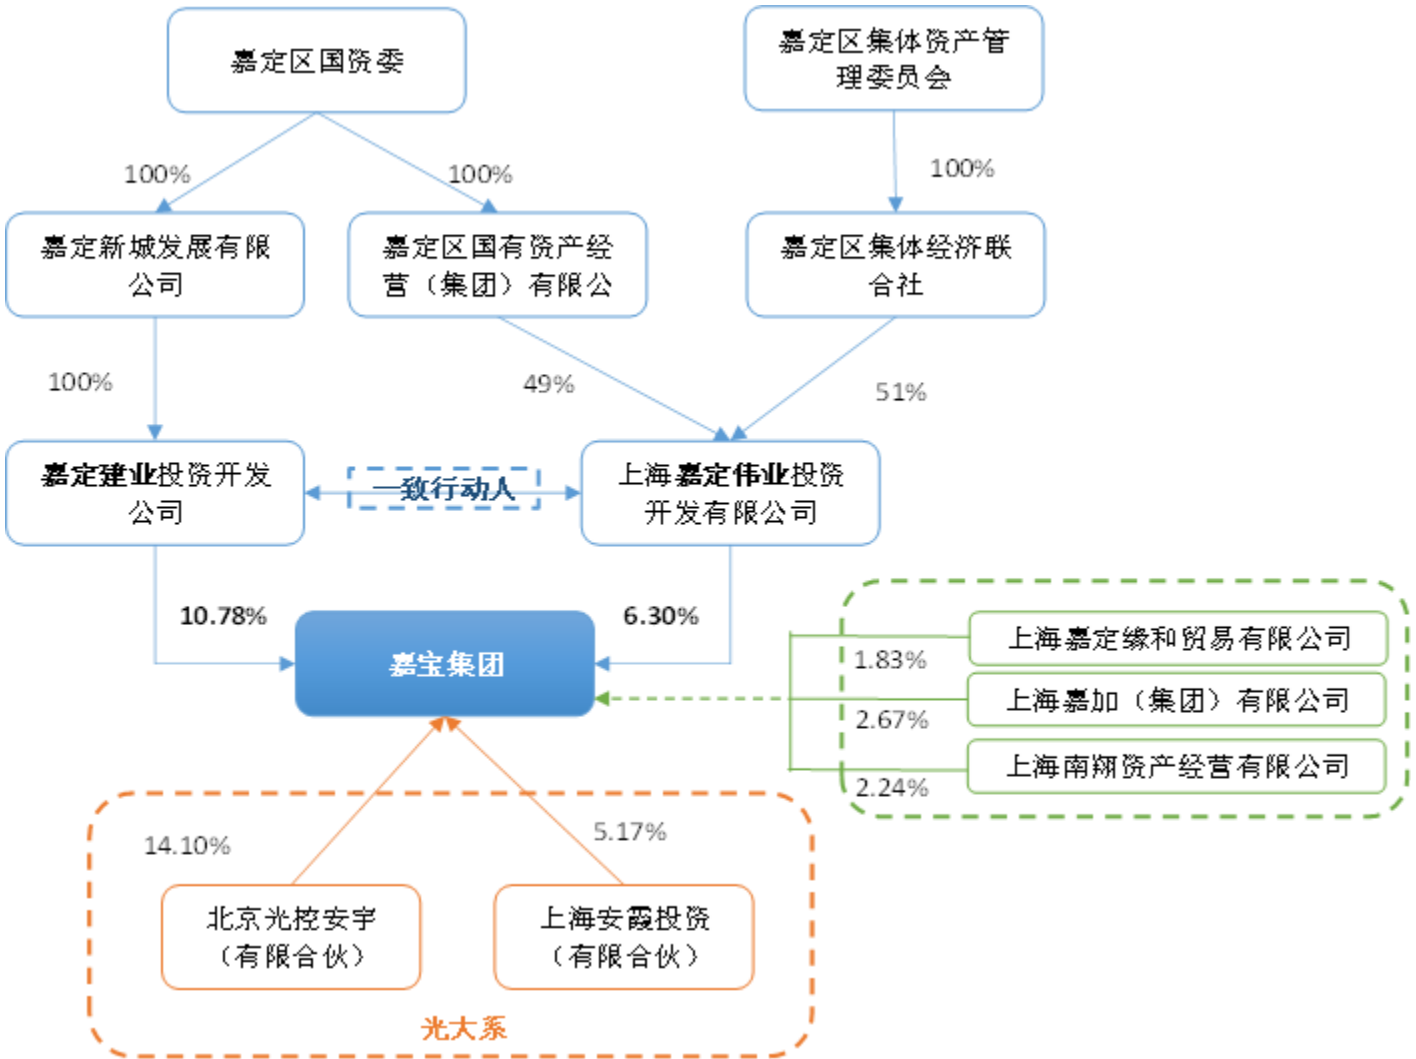 嘉定区国资委
嘉定区集体资产管
理委员会
100%
100%
100%
嘉定新城发展有限
公司
嘉定区国有资产经
营（集团）有限公
嘉定区集体经济联
合社
100%
49%
51%
嘉定建业投资开发
公司
一致行动人
上海嘉定伟业投资
开发有限公司
10.78%
嘉宝集团
6.30%
上海嘉定缘和贸易有限公司
1.83%
上海嘉加（集团）有限公司
2.67%
上海南翔资产经营有限公司
2.24%
14.10%
5.17%
北京光控安宇
（有限合伙）
上海安霞投资
（有限合伙）
光大系